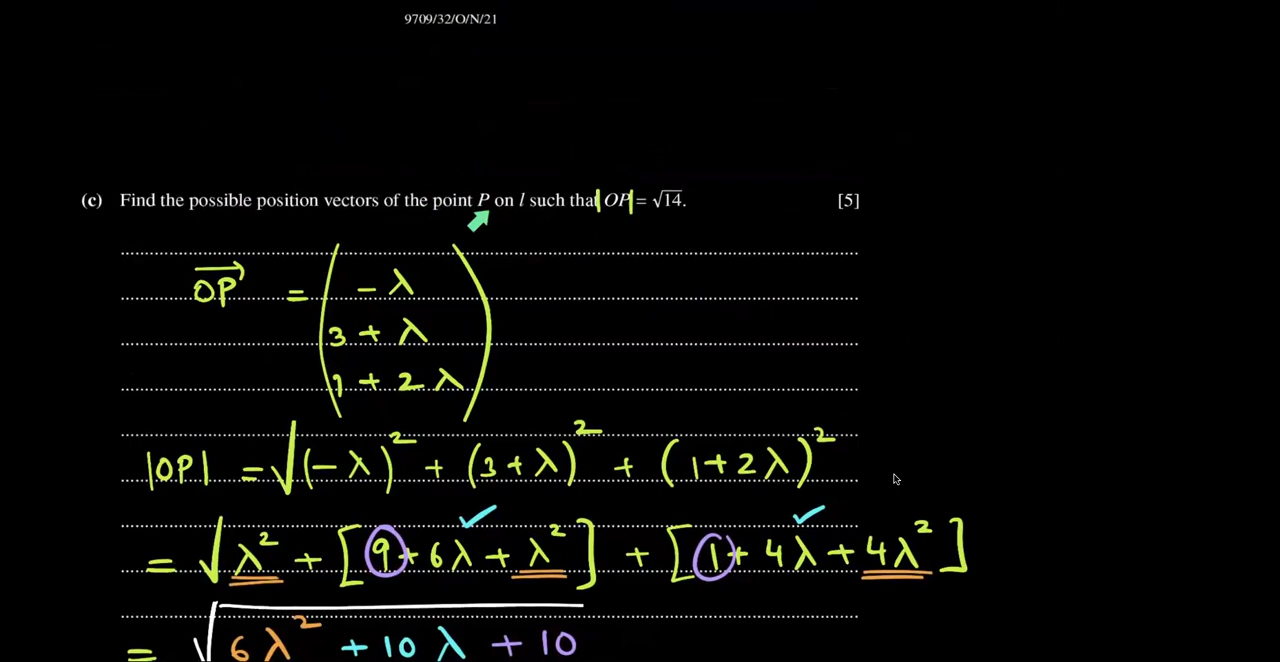 9709/32/O/N/21
(c) Find the possible position vectors of the point P on l such that |OP| = √14. [5]
→
OP = ( -λ
3 + λ
1 + 2λ )
|OP| = √(-λ)² + (3+λ)² + (1+2λ)²
= √λ² + [9+6λ+λ²] + [1+4λ+4λ²]
= √6λ² + 10λ + 10